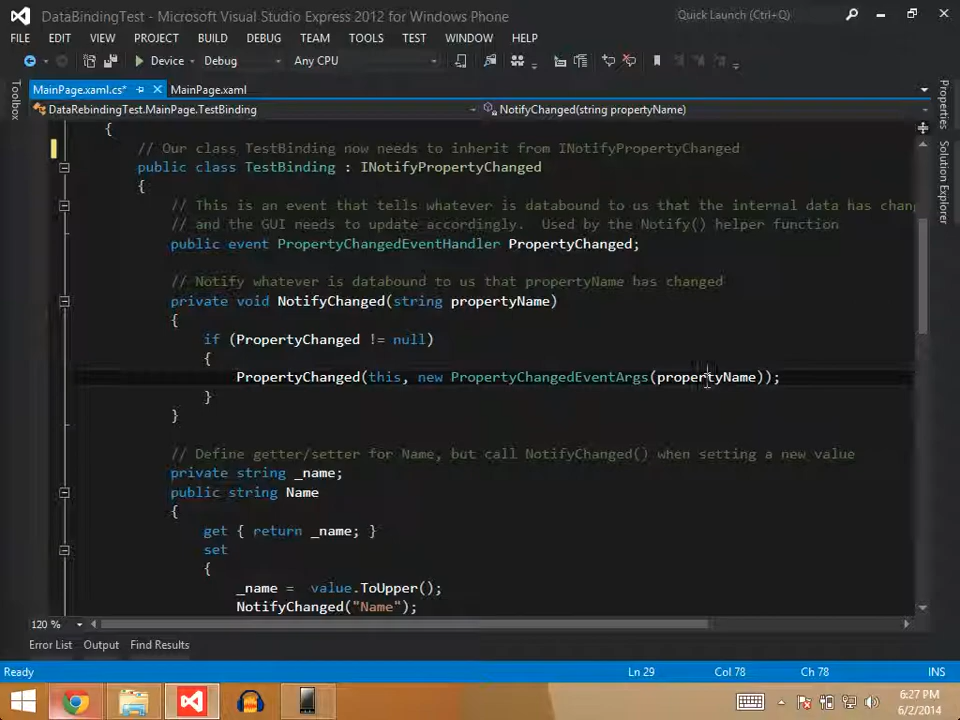 DataBindingTest - Microsoft Visual Studio Express 2012 for Windows Phone
Quick Launch (Ctrl+Q)
FILE EDIT VIEW PROJECT BUILD DEBUG TEAM TOOLS TEST WINDOW HELP
Device Debug Any CPU
Toolbox
MainPage.xaml.cs* MainPage.xaml
DataRebindingTest.MainPage.TestBinding NotifyChanged(string propertyName)
Properties
Solution Explorer
{
// Our class TestBinding now needs to inherit from INotifyPropertyChanged
public class TestBinding : INotifyPropertyChanged
{
// This is an event that tells whatever is databound to us that the internal data has chan
// and the GUI needs to update accordingly.  Used by the Notify() helper function
public event PropertyChangedEventHandler PropertyChanged;
// Notify whatever is databound to us that propertyName has changed
private void NotifyChanged(string propertyName)
{
if (PropertyChanged != null)
{
PropertyChanged(this, new PropertyChangedEventArgs(propertyName));
}
}
// Define getter/setter for Name, but call NotifyChanged() when setting a new value
private string _name;
public string Name
{
get { return _name; }
set
{
_name =  value.ToUpper();
NotifyChanged("Name");
120 %
Error List Output Find Results
Ready Ln 29 Col 78 Ch 78 INS
6:27 PM
6/2/2014